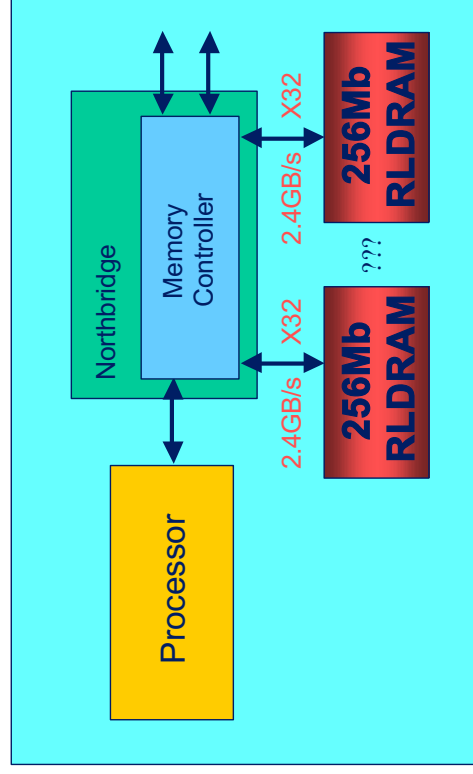 Northbridge
Memory
Controller
Processor
2.4GB/s X32
2.4GB/s X32
256Mb
RLDRAM
???
256Mb
RLDRAM